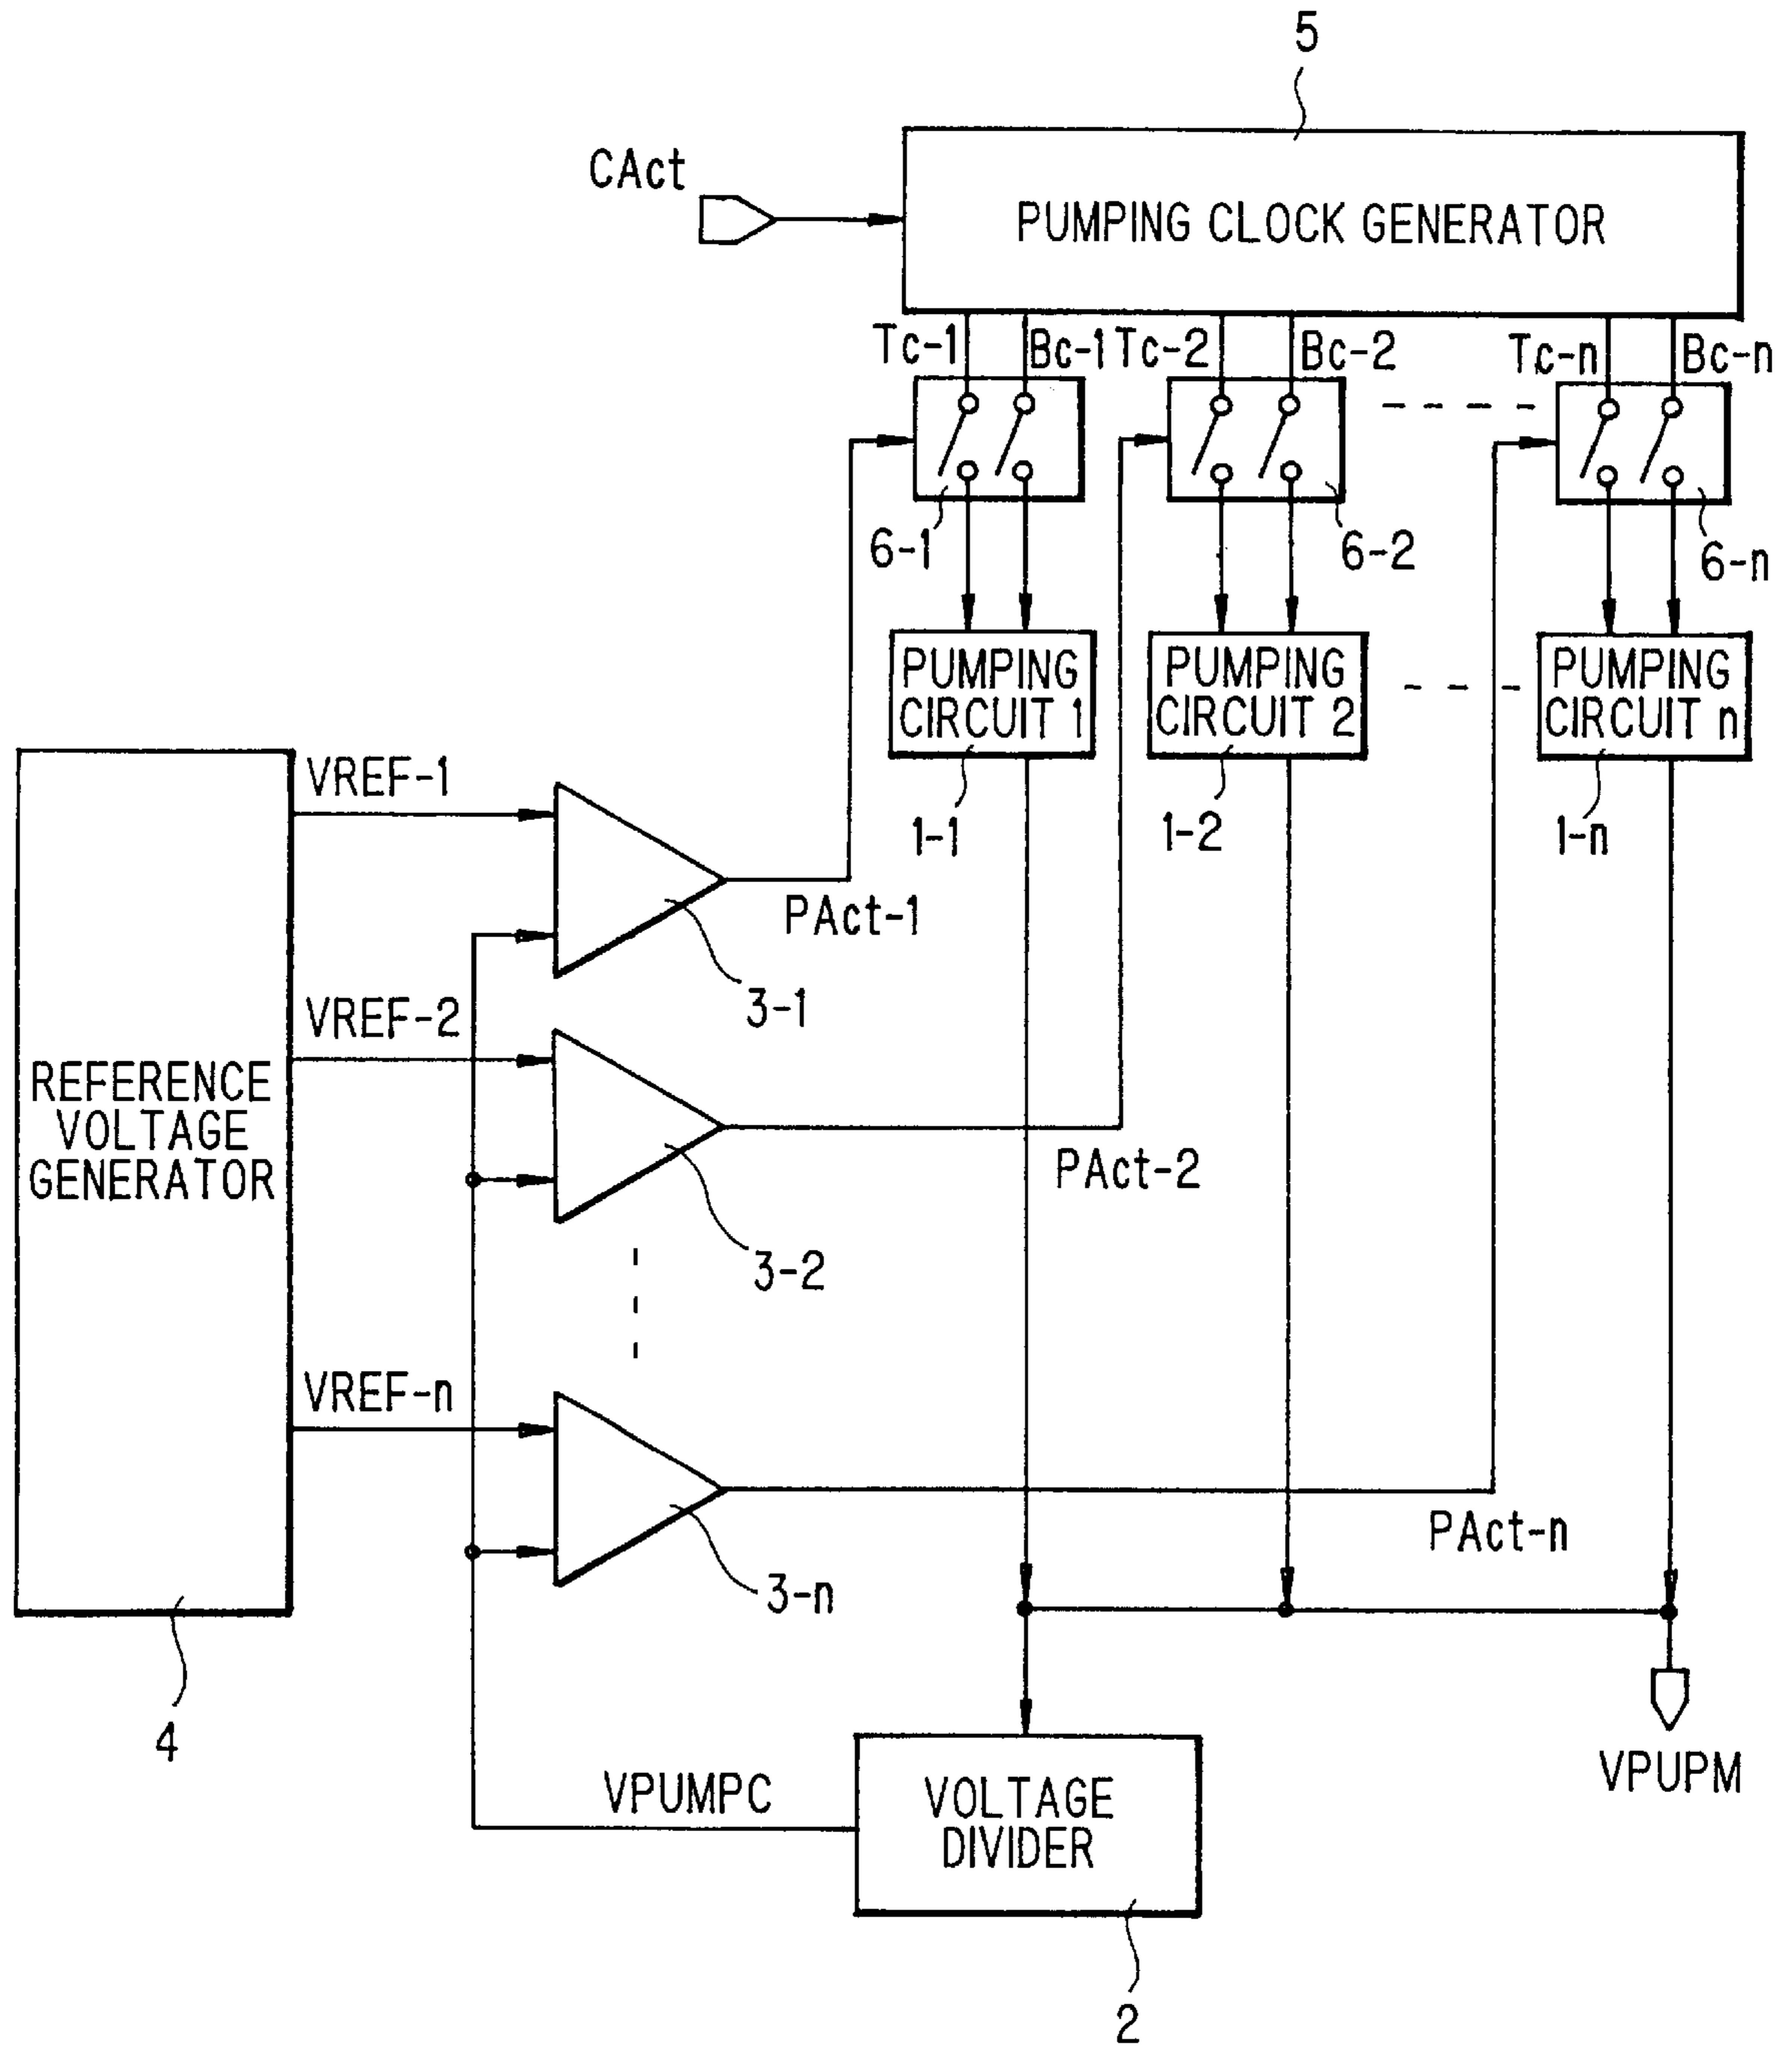 5
CAct
PUMPING CLOCK GENERATOR
Tc-1
Bc-1
Tc-2
Bc-2
Tc-n
Bc-n
6-1
6-2
6-n
PUMPING
CIRCUIT 1
PUMPING
CIRCUIT 2
PUMPING
CIRCUIT n
1-1
1-2
1-n
VREF-1
PAct-1
3-1
VREF-2
REFERENCE
VOLTAGE
GENERATOR
PAct-2
3-2
VREF-n
PAct-n
3-n
4
VPUMPC
VOLTAGE
DIVIDER
VPUPM
2